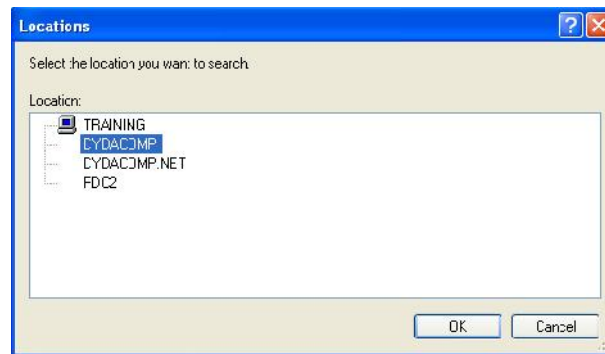 Locations
Select the location you want to search.
Location:
TRAINING
CYDACOMP
CYDACOMP.NET
FDC2
OK
Cancel